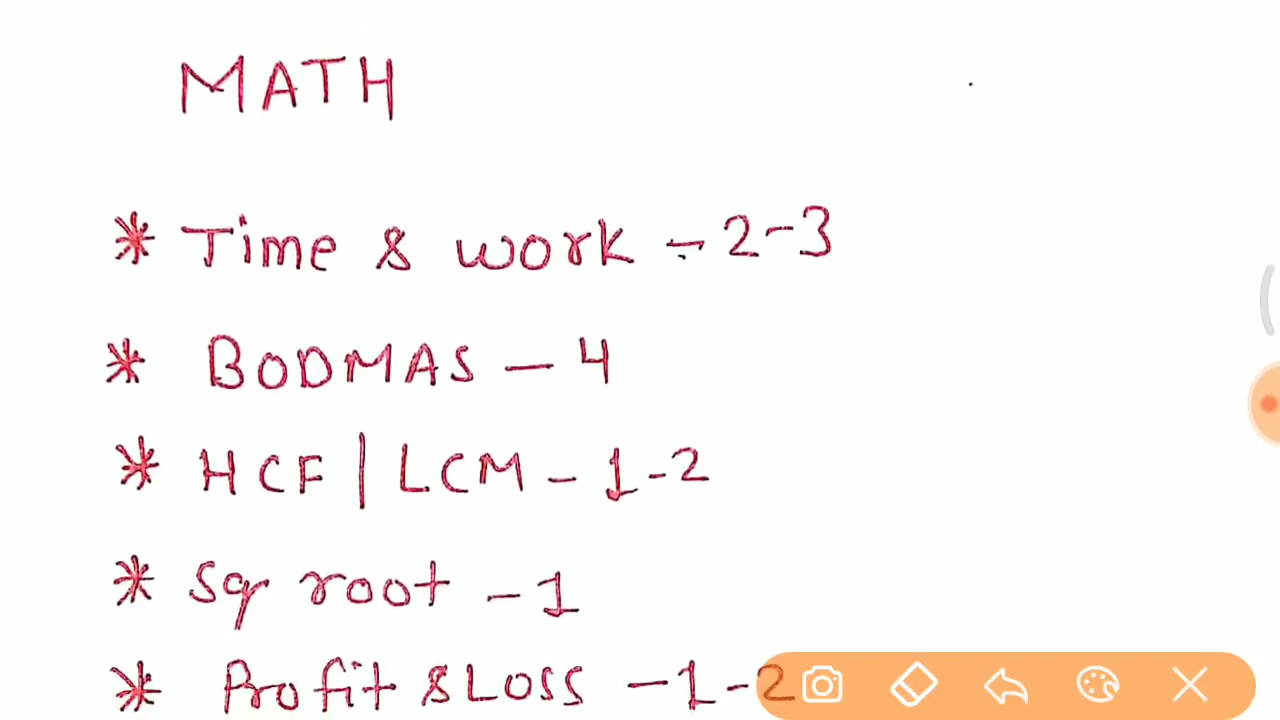 MATH
* Time & work - 2-3
* BODMAS - 4
* HCF | LCM - 1-2
* Sq root - 1
* Profit & Loss - 1-2